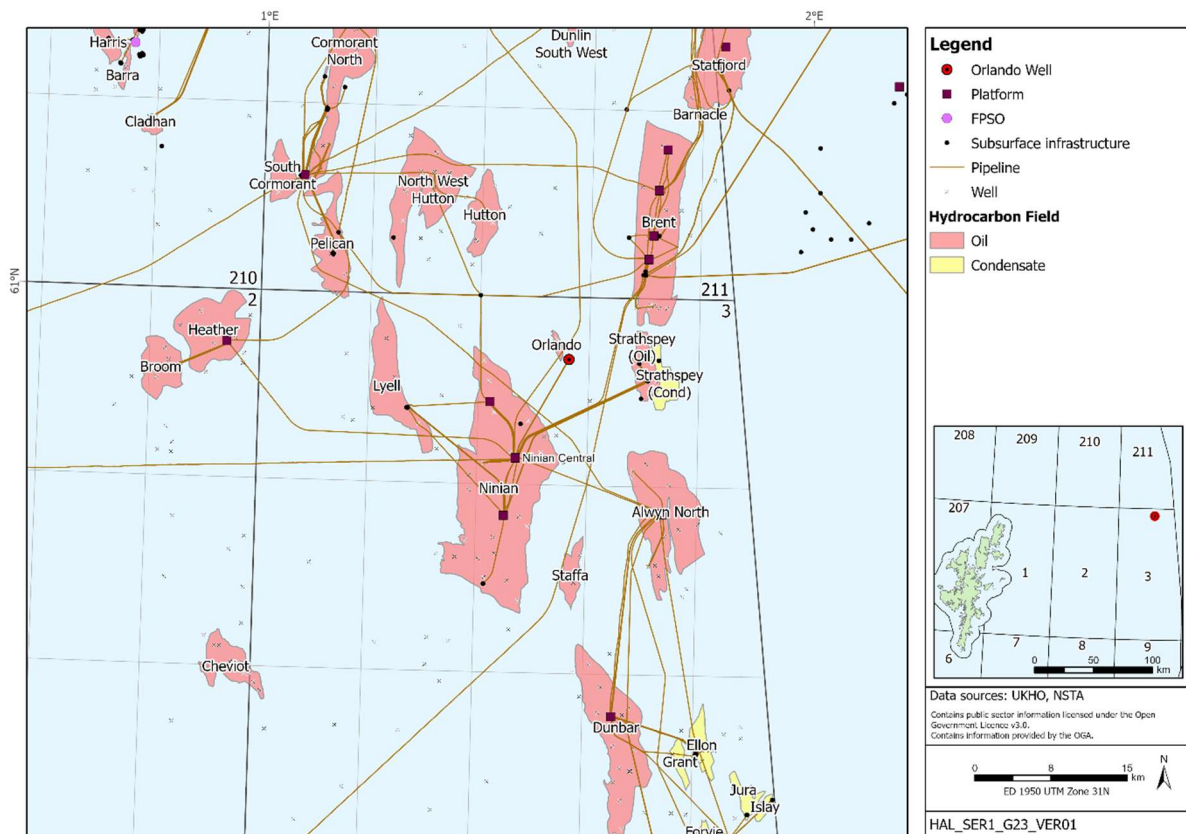 1°E
2°E
61°N
Harris
Barra
Cladhan
Cormorant
North
Dunlin
South West
Statfjord
Barnacle
South
Cormorant
North West
Hutton
Hutton
Pelican
Brent
210
2
211
3
Heather
Broom
Lyell
Orlando
Strathspey
(Oil)
Strathspey
(Cond)
Ninian Central
Ninian
Alwyn North
Staffa
Cheviot
Dunbar
Ellon
Grant
Jura
Islay
Forvie
Legend
Orlando Well
Platform
FPSO
Subsurface infrastructure
Pipeline
Well
Hydrocarbon Field
Oil
Condensate
208
209
210
211
207
1
2
3
6
7
8
9
0 50 100
km
Data sources: UKHO, NSTA
Contains public sector information licensed under the Open
Government Licence v3.0.
Contains information provided by the OGA.
0 8 16
km
N
ED 1950 UTM Zone 31N
HAL_SER1_G23_VER01